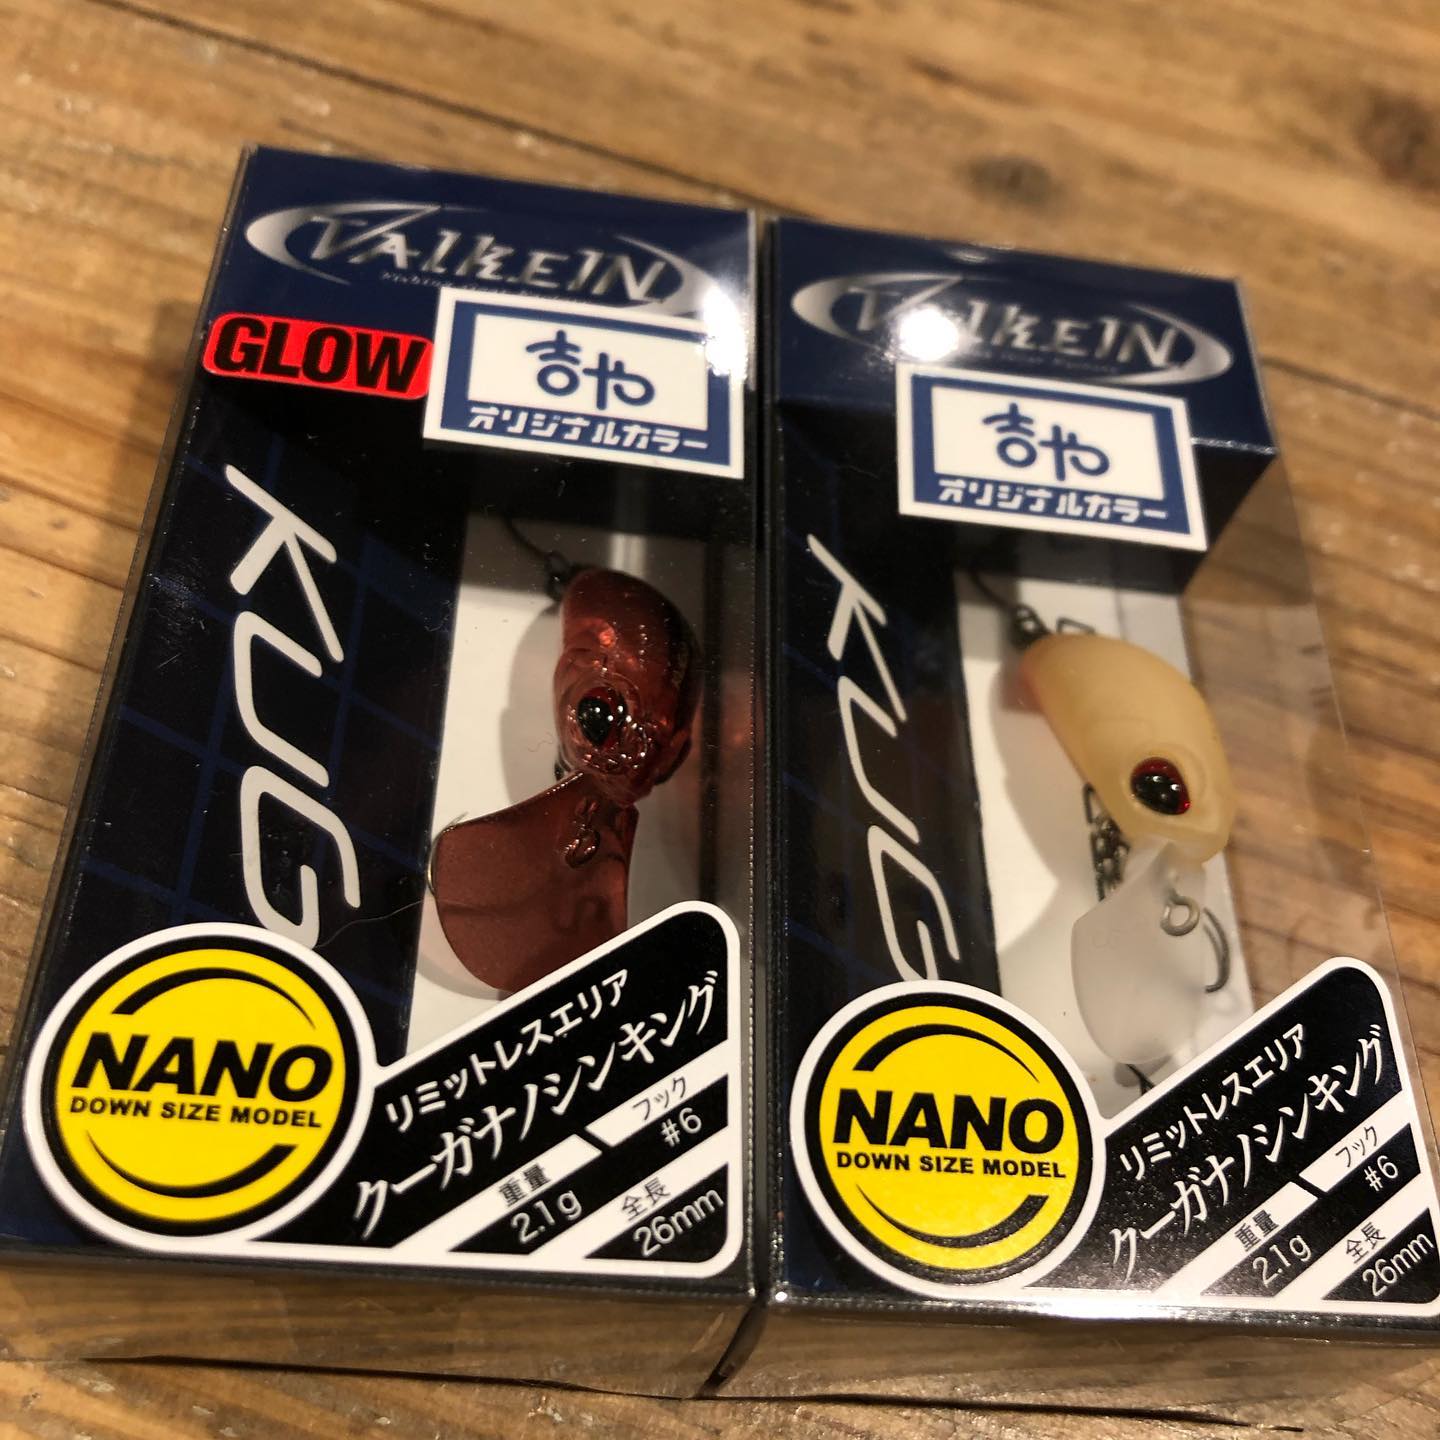 VALKEIN
GLOW
吉や
オリジナルカラー
KUG
NANO
DOWN SIZE MODEL
リミットレスエリア
クーガナノシンキング
重量
2.1g
フック
#6
全長
26mm
VALKEIN
吉や
オリジナルカラー
KUG
NANO
DOWN SIZE MODEL
リミットレスエリア
クーガナノシンキング
重量
2.1g
フック
#6
全長
26mm